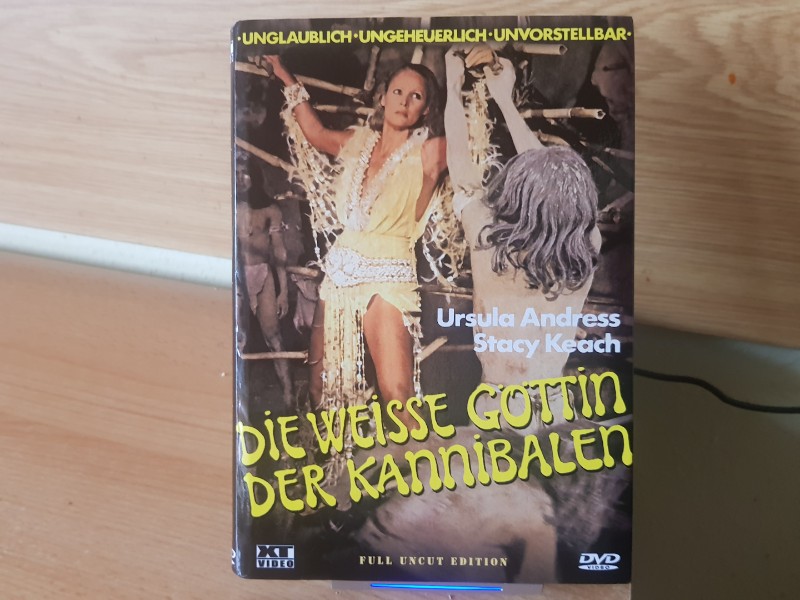 ·UNGLAUBLICH·UNGEHEUERLICH·UNVORSTELLBAR·
Ursula Andress
Stacy Keach
DIE WEISSE GÖTTIN
DER KANNIBALEN
XT
VIDEO
FULL UNCUT EDITION
DVD
VIDEO